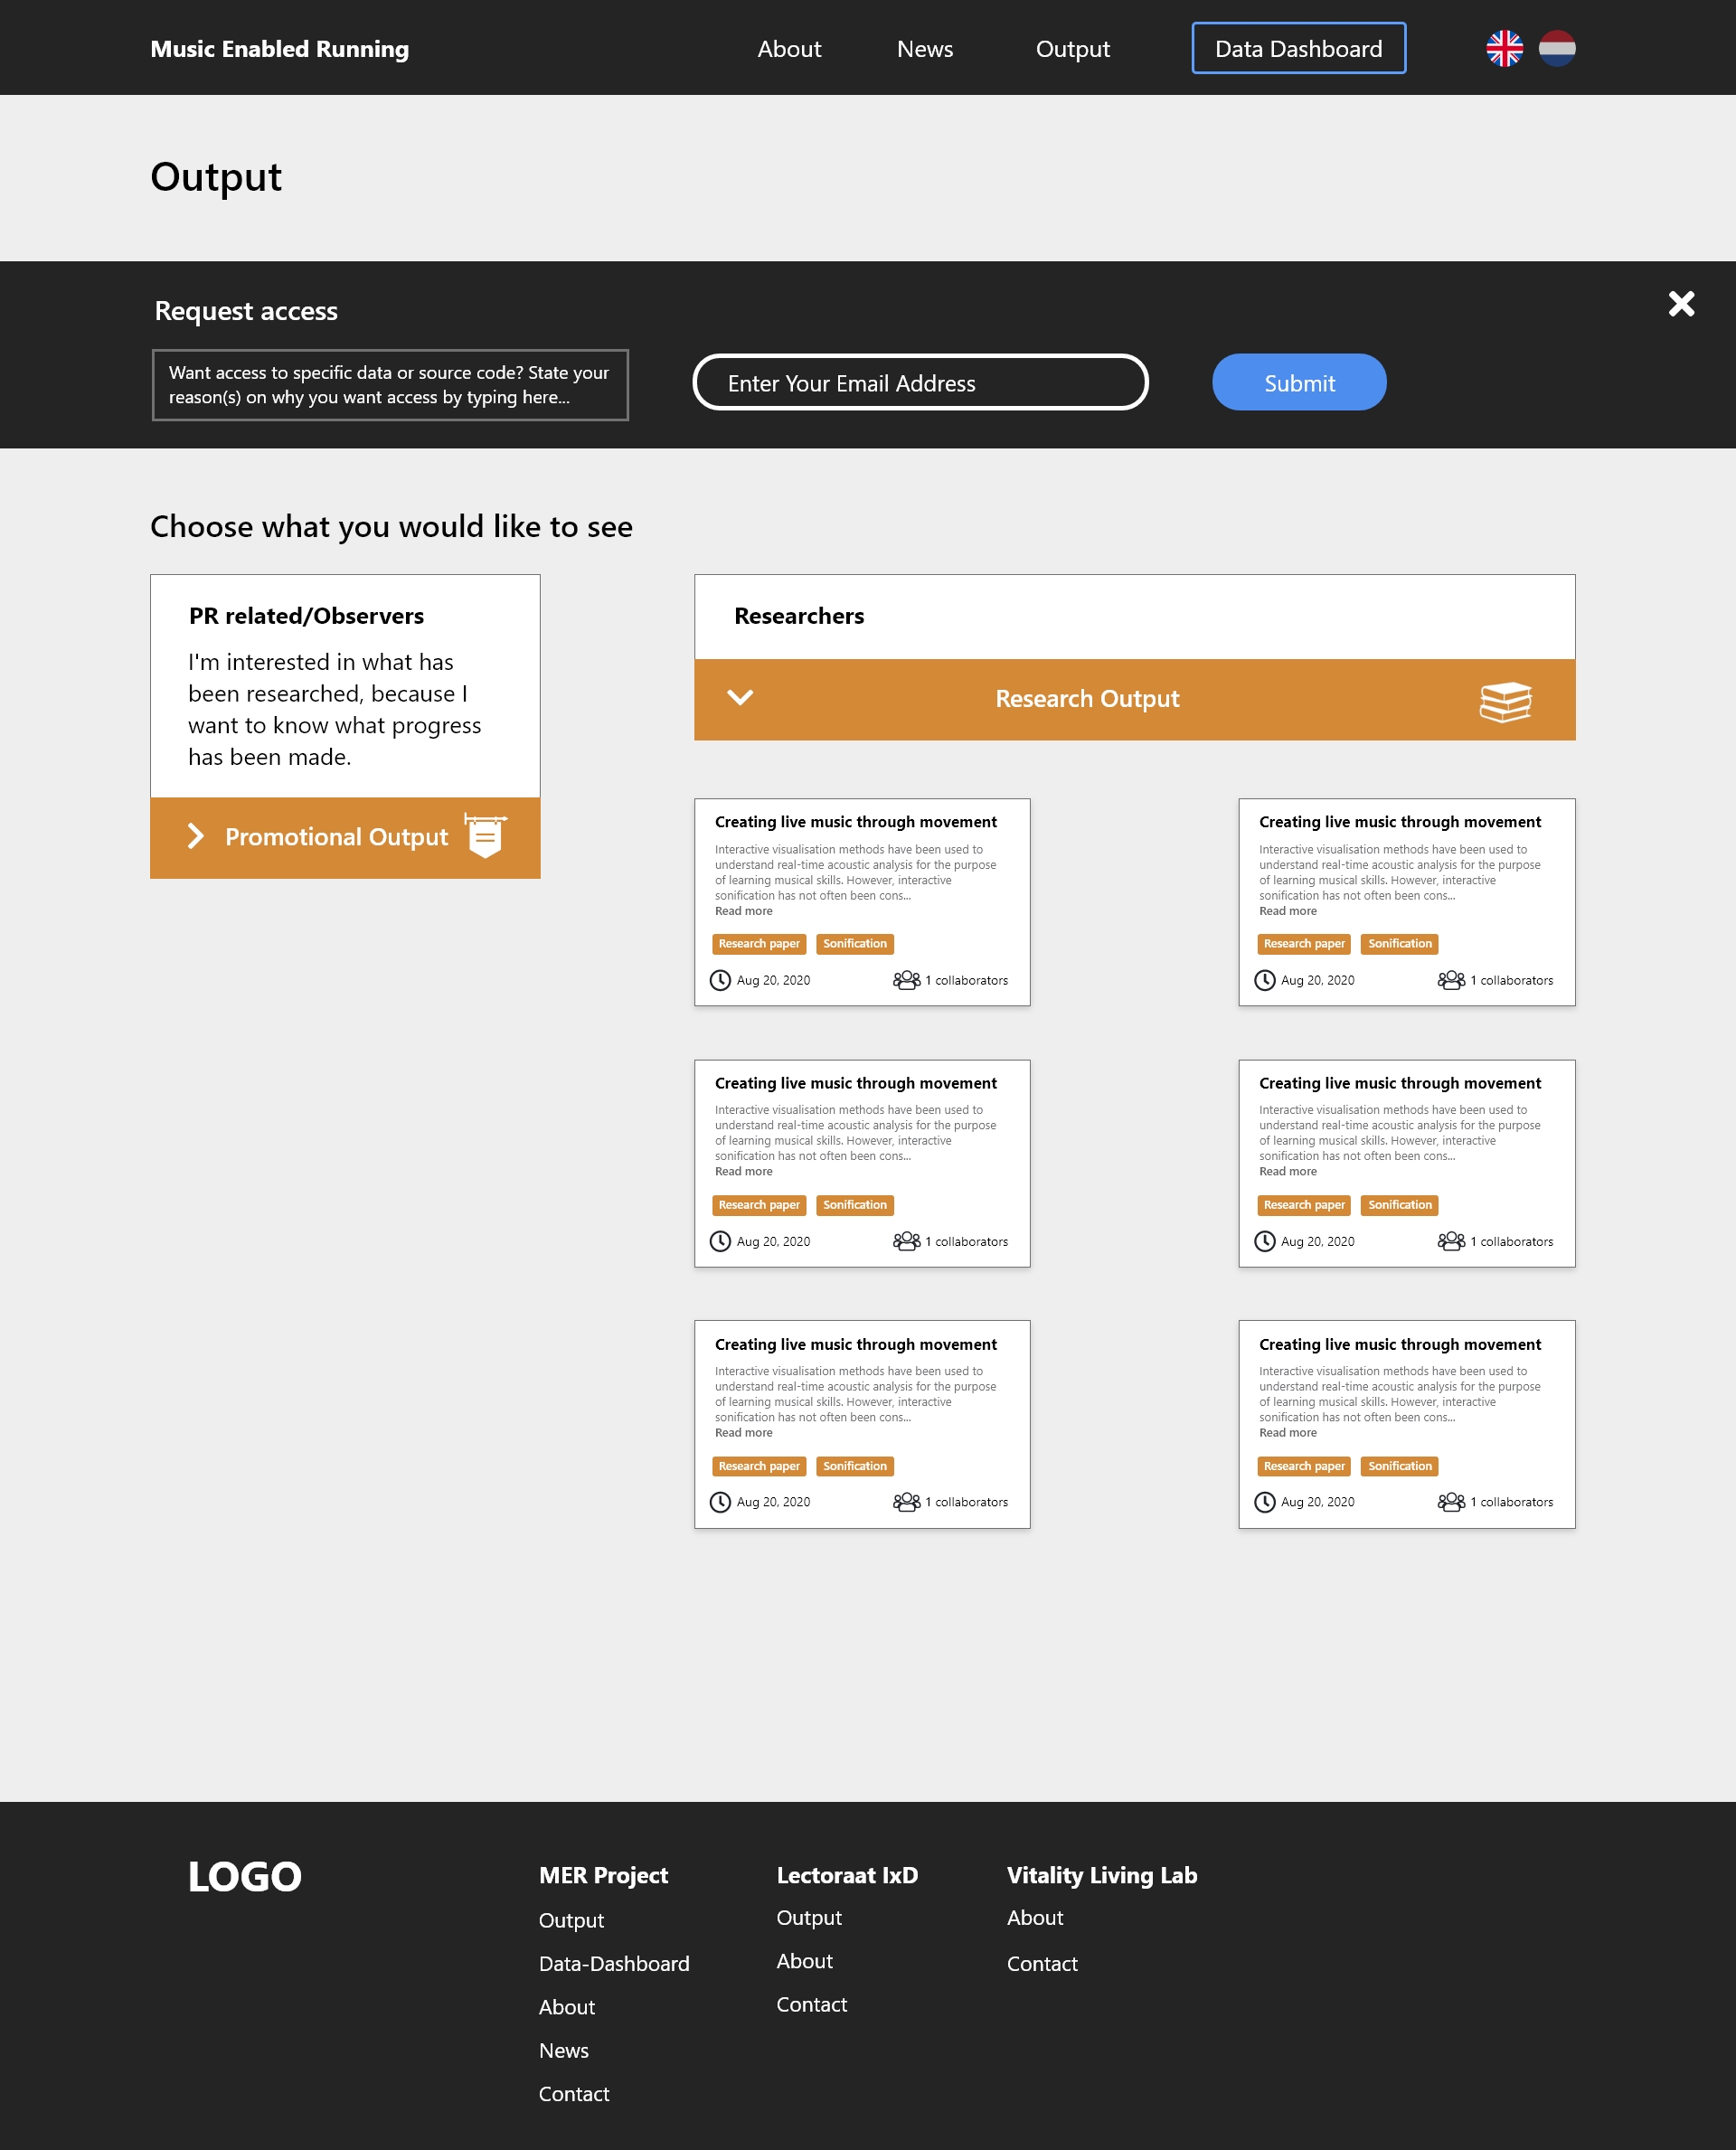 Music Enabled Running
About
News
Output
Data Dashboard
Output
Request access
Want access to specific data or source code? State your
reason(s) on why you want access by typing here...
Enter Your Email Address
Submit
Choose what you would like to see
PR related/Observers
I'm interested in what has
been researched, because I
want to know what progress
has been made.
Promotional Output
Researchers
Research Output
Creating live music through movement
Interactive visualisation methods have been used to
understand real-time acoustic analysis for the purpose
of learning musical skills. However, interactive
sonification has not often been cons...
Read more
Research paper
Sonification
Aug 20, 2020
1 collaborators
Creating live music through movement
Interactive visualisation methods have been used to
understand real-time acoustic analysis for the purpose
of learning musical skills. However, interactive
sonification has not often been cons...
Read more
Research paper
Sonification
Aug 20, 2020
1 collaborators
Creating live music through movement
Interactive visualisation methods have been used to
understand real-time acoustic analysis for the purpose
of learning musical skills. However, interactive
sonification has not often been cons...
Read more
Research paper
Sonification
Aug 20, 2020
1 collaborators
Creating live music through movement
Interactive visualisation methods have been used to
understand real-time acoustic analysis for the purpose
of learning musical skills. However, interactive
sonification has not often been cons...
Read more
Research paper
Sonification
Aug 20, 2020
1 collaborators
Creating live music through movement
Interactive visualisation methods have been used to
understand real-time acoustic analysis for the purpose
of learning musical skills. However, interactive
sonification has not often been cons...
Read more
Research paper
Sonification
Aug 20, 2020
1 collaborators
Creating live music through movement
Interactive visualisation methods have been used to
understand real-time acoustic analysis for the purpose
of learning musical skills. However, interactive
sonification has not often been cons...
Read more
Research paper
Sonification
Aug 20, 2020
1 collaborators
LOGO
MER Project
Output
Data-Dashboard
About
News
Contact
Lectoraat IxD
Output
About
Contact
Vitality Living Lab
About
Contact